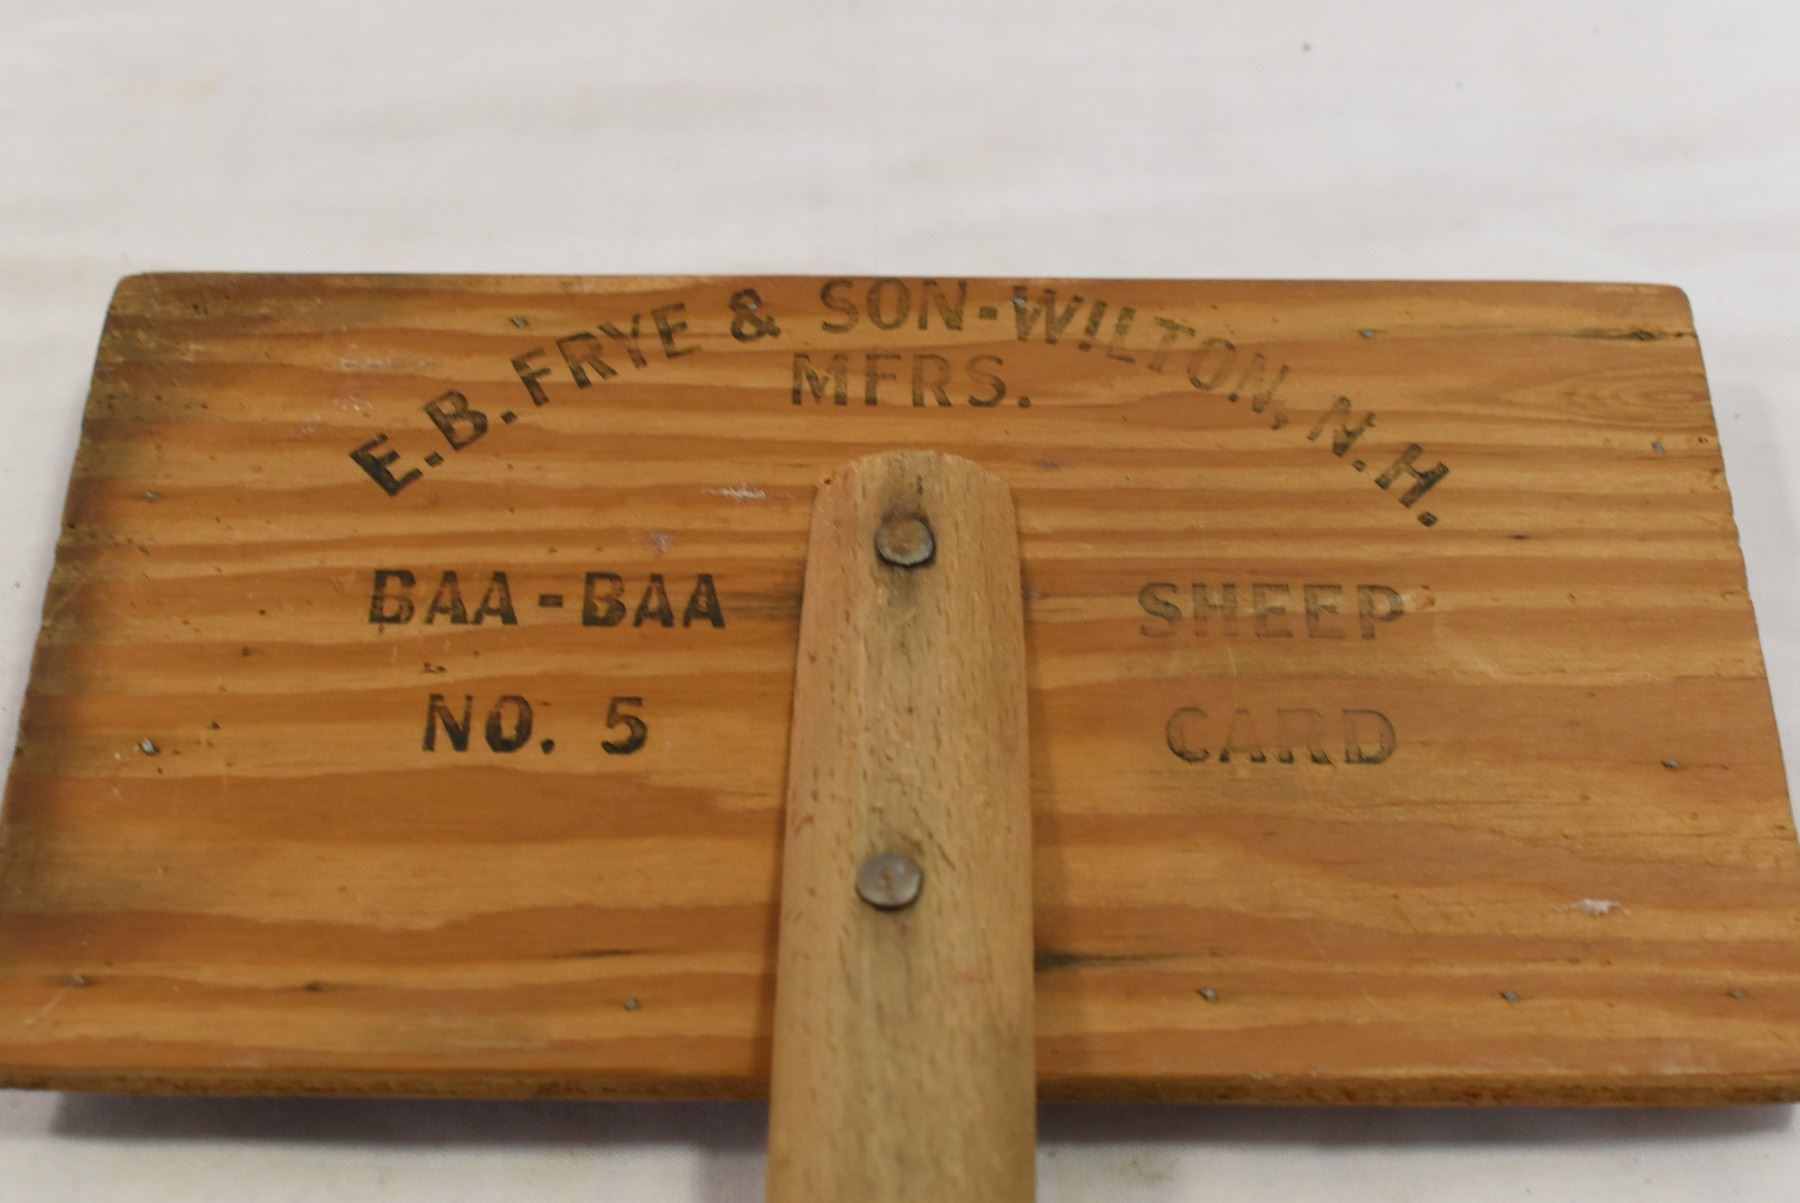 E.B. FRYE & SON-WILTON, N.H.
MFRS.
BAA-BAA
NO. 5
SHEEP
CARD